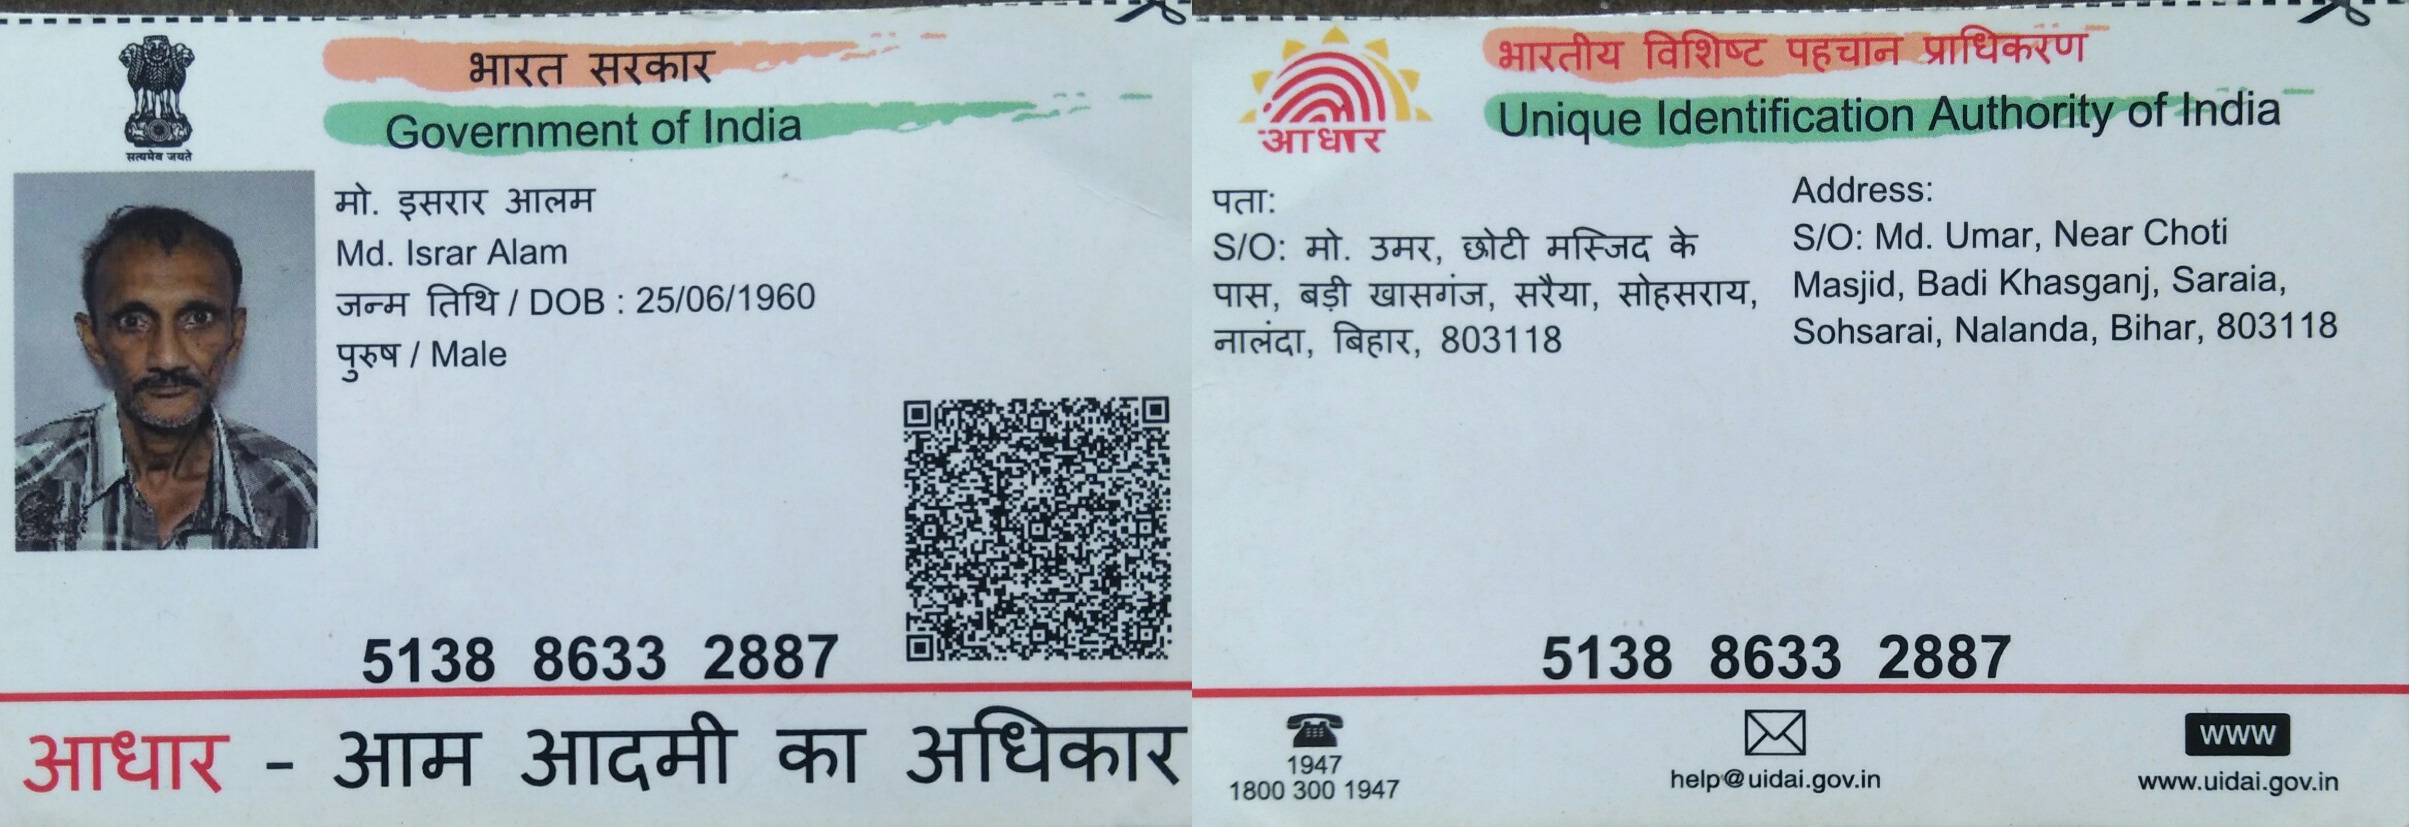 भारत सरकार
Government of India
सत्यमेव जयते
मो. इसरार आलम
Md. Israr Alam
जन्म तिथि / DOB : 25/06/1960
पुरुष / Male
5138 8633 2887
आधार - आम आदमी का अधिकार
भारतीय विशिष्ट पहचान प्राधिकरण
Unique Identification Authority of India
आधार
पता:
S/O: मो. उमर, छोटी मस्जिद के
पास, बड़ी खासगंज, सरैया, सोहसराय,
नालंदा, बिहार, 803118
Address:
S/O: Md. Umar, Near Choti
Masjid, Badi Khasganj, Saraia,
Sohsarai, Nalanda, Bihar, 803118
5138 8633 2887
1947
1800 300 1947
help@uidai.gov.in
www
www.uidai.gov.in